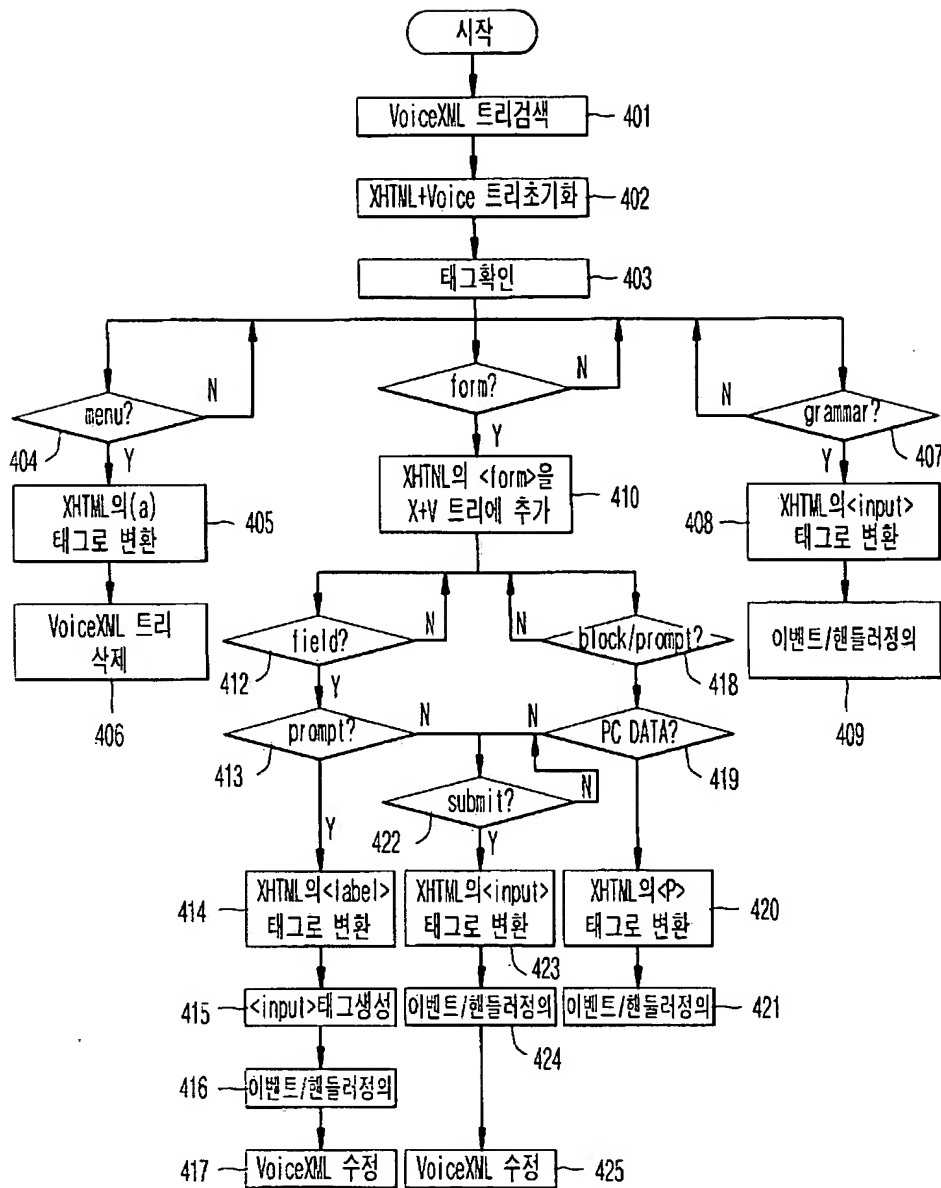 시작
VoiceXML 트리검색
401
XHTML+Voice 트리초기화
402
태그확인
403
menu?
N
404
Y
form?
N
Y
grammar?
N
407
Y
XHTML의(a)
태그로 변환
405
XHTNL의 <form>을
X+V 트리에 추가
410
XHTML의<input>
태그로 변환
408
VoiceXML 트리
삭제
406
이벤트/핸들러정의
409
field?
N
412
Y
block/prompt?
N
418
prompt?
N
413
Y
PC DATA?
N
419
submit?
N
422
Y
XHTML의<label>
태그로 변환
414
XHTML의<input>
태그로 변환
423
XHTML의<P>
태그로 변환
420
415
<input>태그생성
이벤트/핸들러정의
424
이벤트/핸들러정의
421
416
이벤트/핸들러정의
417
VoiceXML 수정
VoiceXML 수정
425